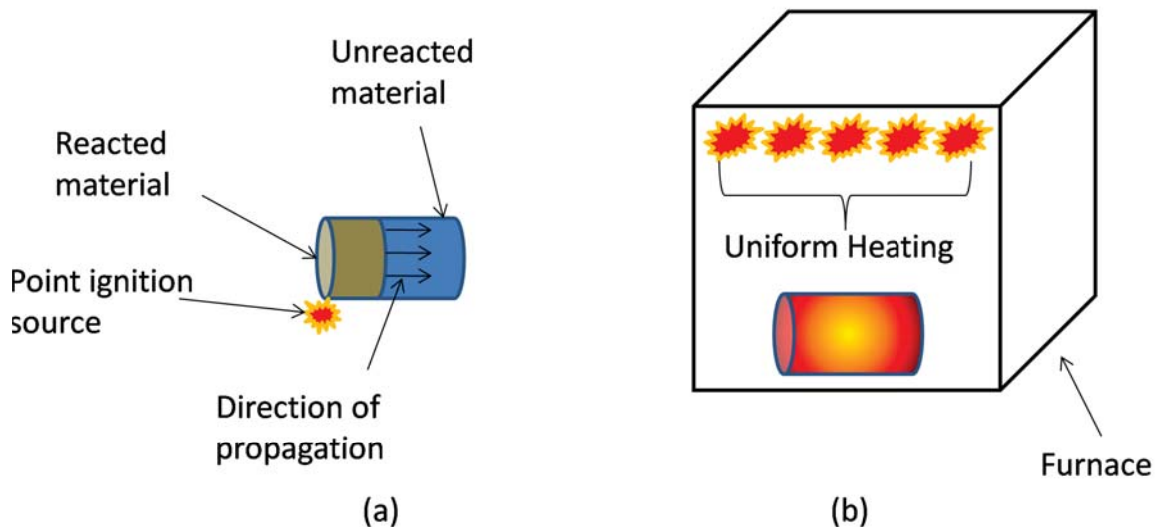 Unreacted
material
Reacted
material
Point ignition
source
Direction of
propagation
(a)
Uniform Heating
Furnace
(b)